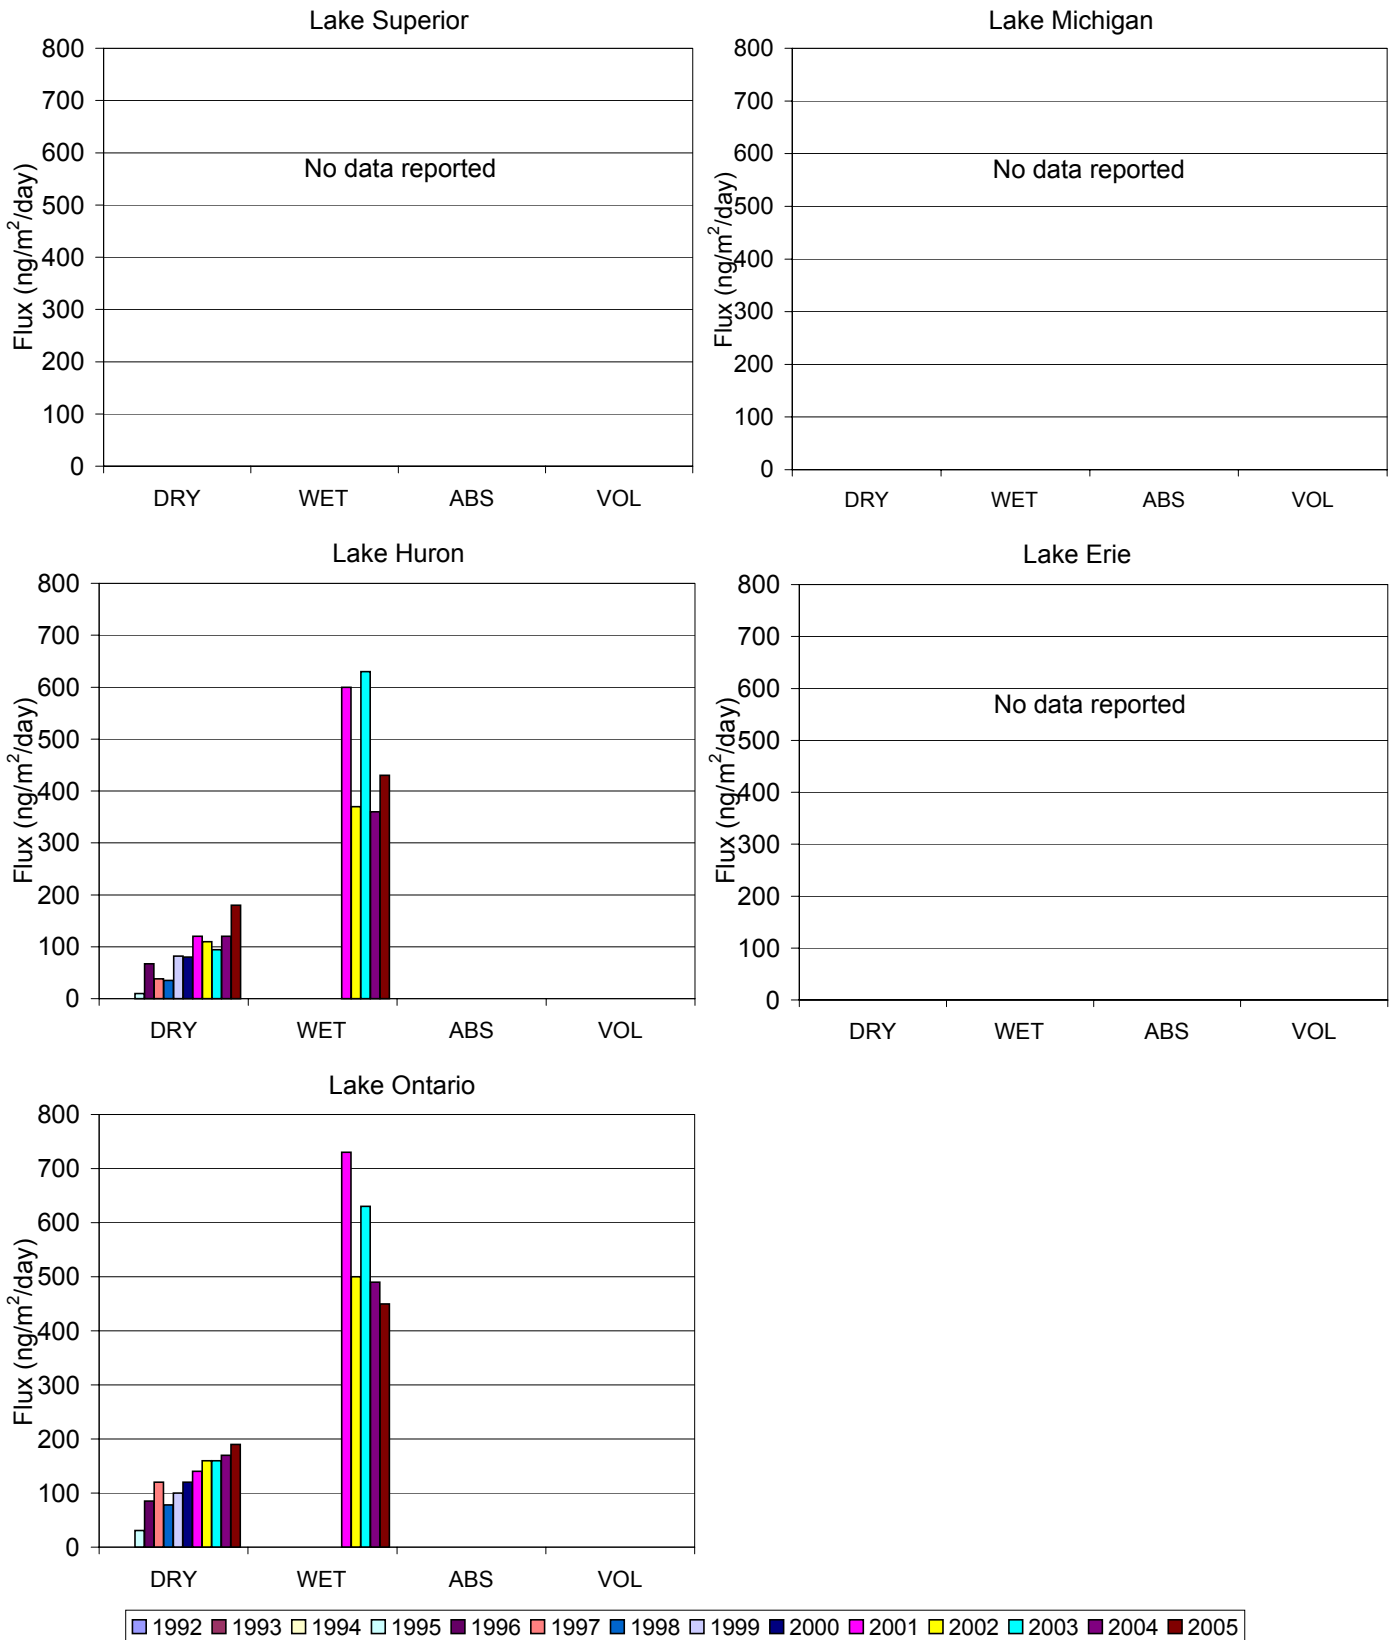 Lake Superior
800
700
600
500
400
300
200
100
0
Flux (ng/m²/day)
No data reported
DRY WET ABS VOL
Lake Michigan
800
700
600
500
400
300
200
100
0
Flux (ng/m²/day)
No data reported
DRY WET ABS VOL
Lake Huron
800
700
600
500
400
300
200
100
0
Flux (ng/m²/day)
DRY WET ABS VOL
Lake Erie
800
700
600
500
400
300
200
100
0
Flux (ng/m²/day)
No data reported
DRY WET ABS VOL
Lake Ontario
800
700
600
500
400
300
200
100
0
Flux (ng/m²/day)
DRY WET ABS VOL
1992 1993 1994 1995 1996 1997 1998 1999 2000 2001 2002 2003 2004 2005